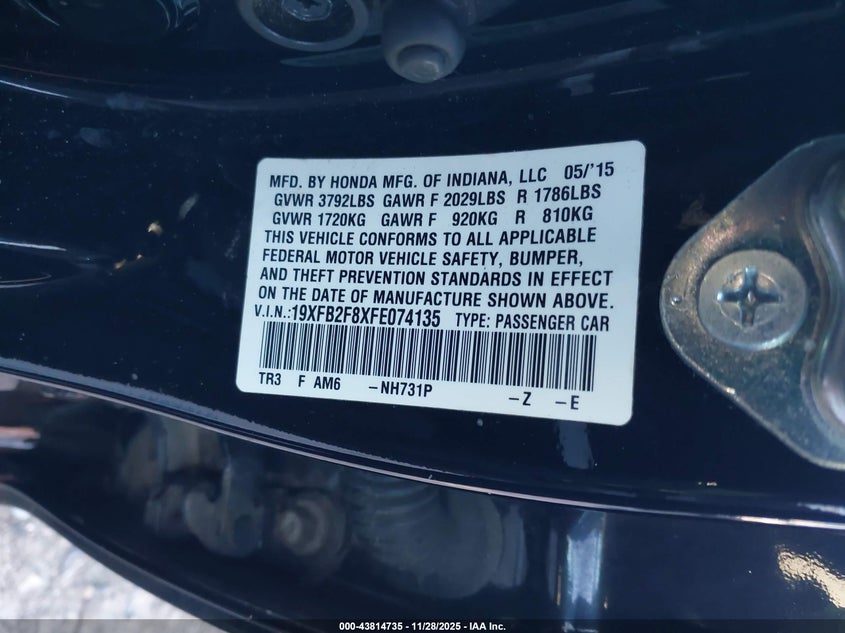 MFD. BY HONDA MFG. OF INDIANA, LLC 05/'15
GVWR 3792LBS GAWR F 2029LBS R 1786LBS
GVWR 1720KG GAWR F 920KG R 810KG
THIS VEHICLE CONFORMS TO ALL APPLICABLE
FEDERAL MOTOR VEHICLE SAFETY, BUMPER,
AND THEFT PREVENTION STANDARDS IN EFFECT
ON THE DATE OF MANUFACTURE SHOWN ABOVE.
V.I.N.:19XFB2F8XFE074135 TYPE: PASSENGER CAR
TR3 F AM6 -NH731P -Z -E
000-43814735 - 11/28/2025 - IAA Inc.